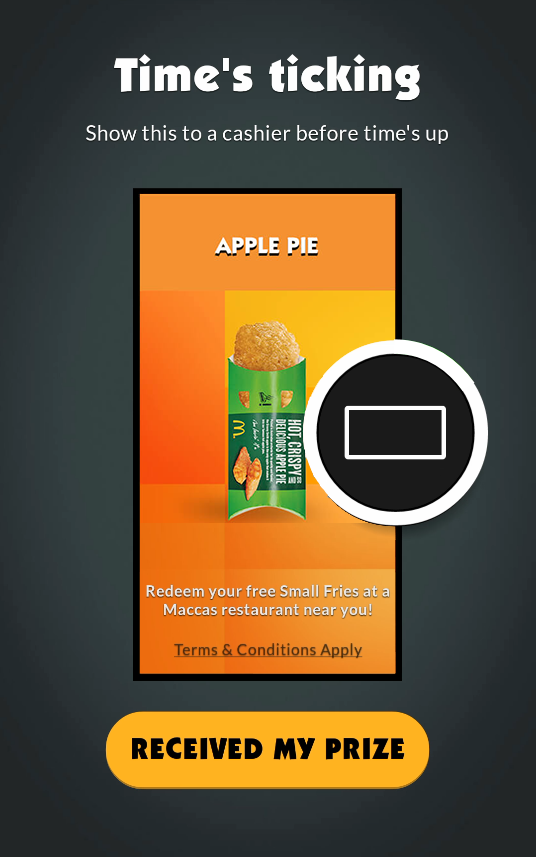 Time's ticking
Show this to a cashier before time's up
APPLE PIE
HOT, CRISPY AND
DELICIOUS APPLE PIE
Redeem your free Small Fries at a
Maccas restaurant near you!
Terms & Conditions Apply
RECEIVED MY PRIZE